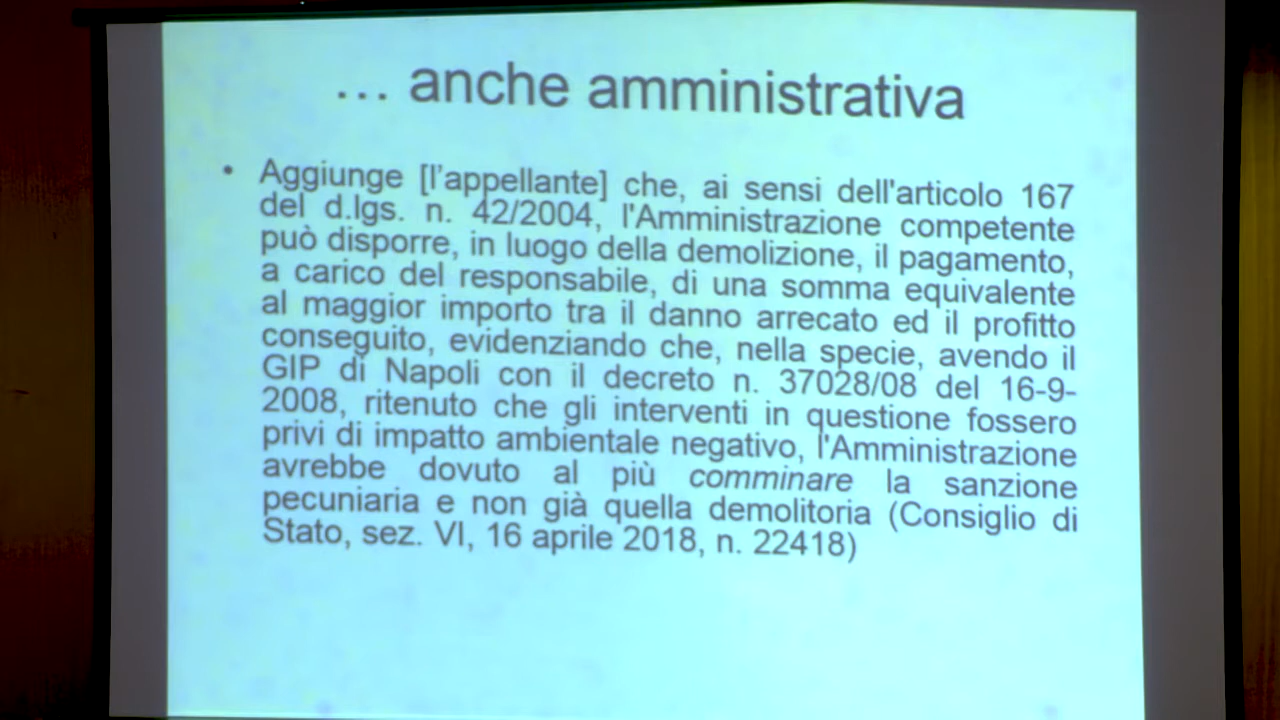 … anche amministrativa
• Aggiunge [l'appellante] che, ai sensi dell'articolo 167
del d.lgs. n. 42/2004, l'Amministrazione competente
può disporre, in luogo della demolizione, il pagamento,
a carico del responsabile, di una somma equivalente
al maggior importo tra il danno arrecato ed il profitto
conseguito, evidenziando che, nella specie, avendo il
GIP di Napoli con il decreto n. 37028/08 del 16-9-
2008, ritenuto che gli interventi in questione fossero
privi di impatto ambientale negativo, l'Amministrazione
avrebbe dovuto al più comminare la sanzione
pecuniaria e non già quella demolitoria (Consiglio di
Stato, sez. VI, 16 aprile 2018, n. 22418)